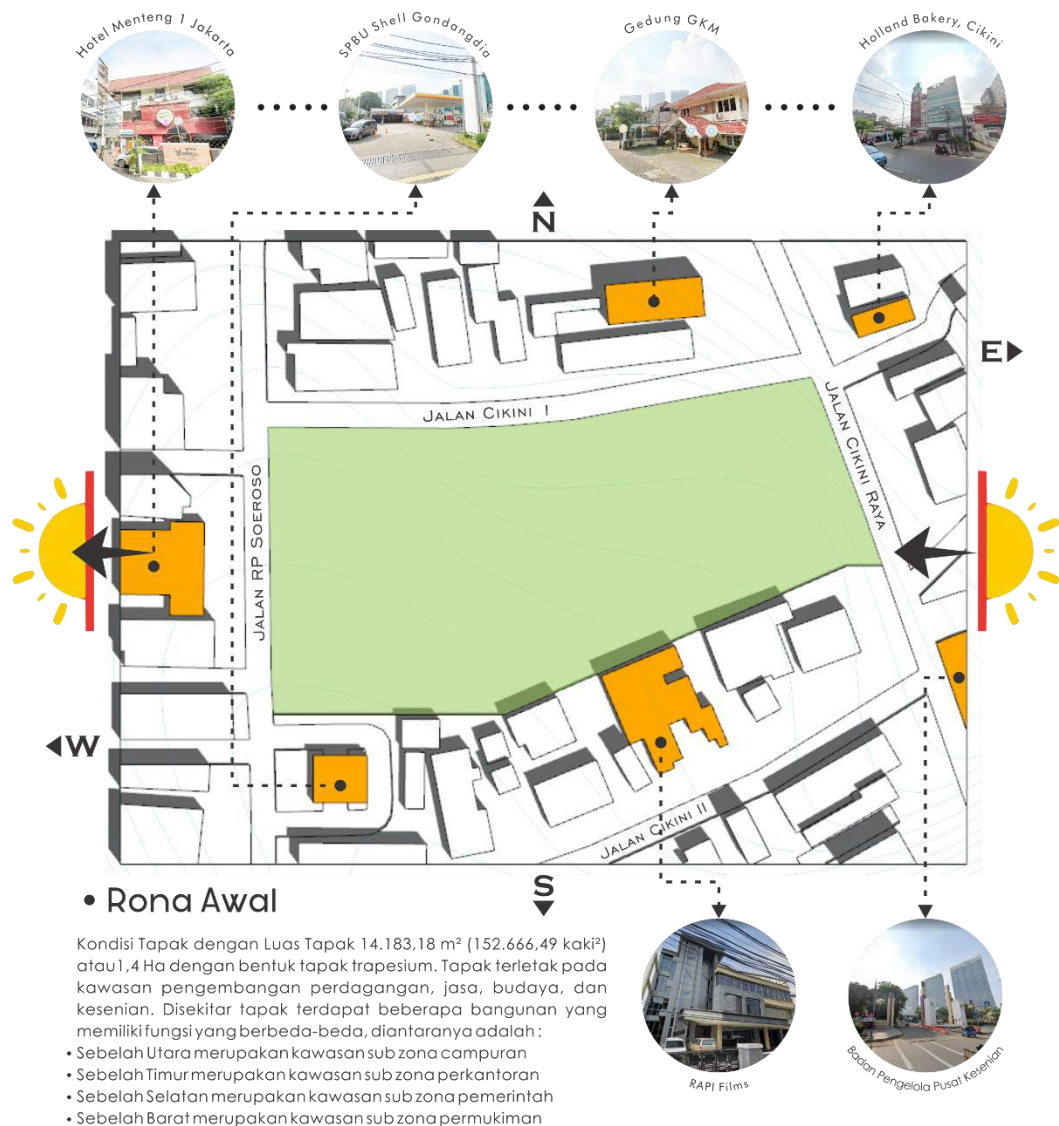 Hotel Menteng 1 Jakarta
SPBU Shell Gondangdia
Gedung GKM
Holland Bakery, Cikini
N
E
JALAN CIKINI I
JALAN CIKINI RAYA
JALAN RP SOEROSO
W
JALAN CIKINI II
S
• Rona Awal
Kondisi Tapak dengan Luas Tapak 14.183,18 m² (152.666,49 kaki²)
atau1,4 Ha dengan bentuk tapak trapesium. Tapak terletak pada
kawasan pengembangan perdagangan, jasa, budaya, dan
kesenian. Disekitar tapak terdapat beberapa bangunan yang
memiliki fungsi yang berbeda-beda, diantaranya adalah :
• Sebelah Utara merupakan kawasan sub zona campuran
• Sebelah Timur merupakan kawasan sub zona perkantoran
• Sebelah Selatan merupakan kawasan sub zona pemerintah
• Sebelah Barat merupakan kawasan sub zona permukiman
RAPI Films
Badan Pengelola Pusat Kesenian